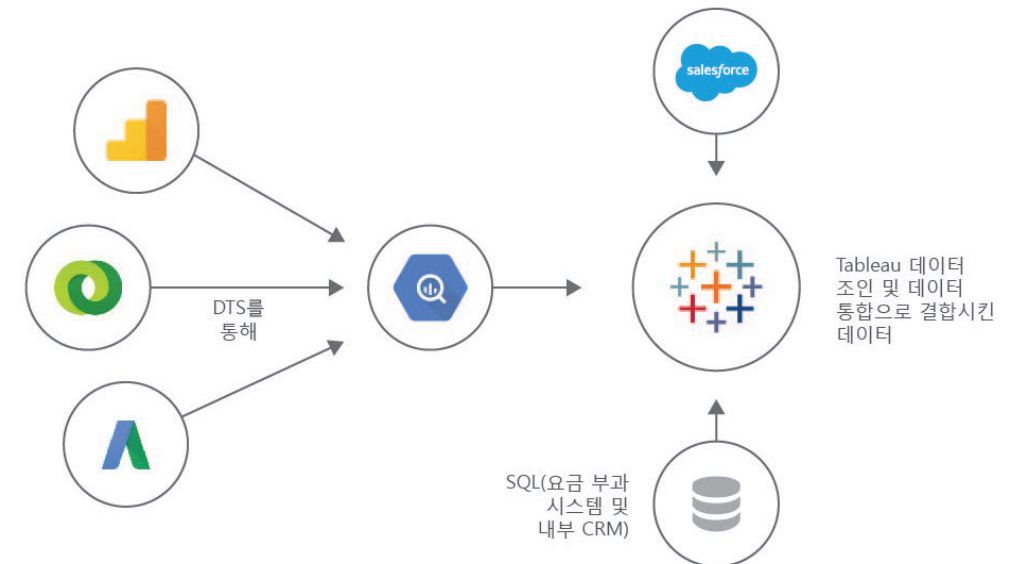 salesforce
DTS를
통해
Tableau 데이터
조인 및 데이터
통합으로 결합시킨
데이터
SQL(요금 부과
시스템 및
내부 CRM)